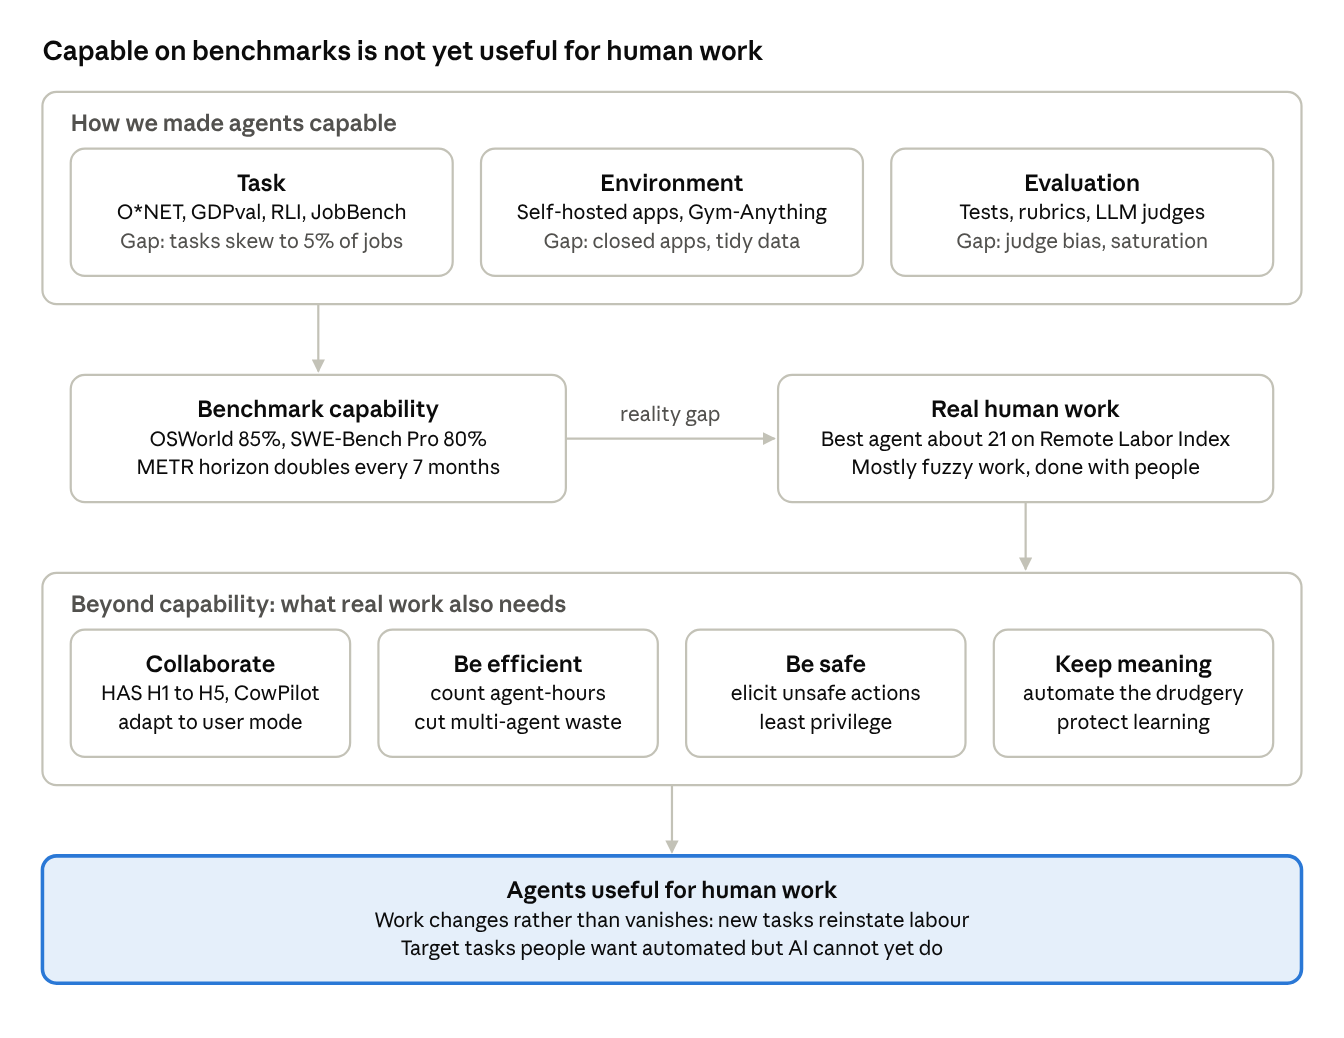 Capable on benchmarks is not yet useful for human work
How we made agents capable
Task
O*NET, GDPval, RLI, JobBench
Gap: tasks skew to 5% of jobs
Environment
Self-hosted apps, Gym-Anything
Gap: closed apps, tidy data
Evaluation
Tests, rubrics, LLM judges
Gap: judge bias, saturation
Benchmark capability
OSWorld 85%, SWE-Bench Pro 80%
METR horizon doubles every 7 months
reality gap
Real human work
Best agent about 21 on Remote Labor Index
Mostly fuzzy work, done with people
Beyond capability: what real work also needs
Collaborate
HAS H1 to H5, CowPilot
adapt to user mode
Be efficient
count agent-hours
cut multi-agent waste
Be safe
elicit unsafe actions
least privilege
Keep meaning
automate the drudgery
protect learning
Agents useful for human work
Work changes rather than vanishes: new tasks reinstate labour
Target tasks people want automated but AI cannot yet do